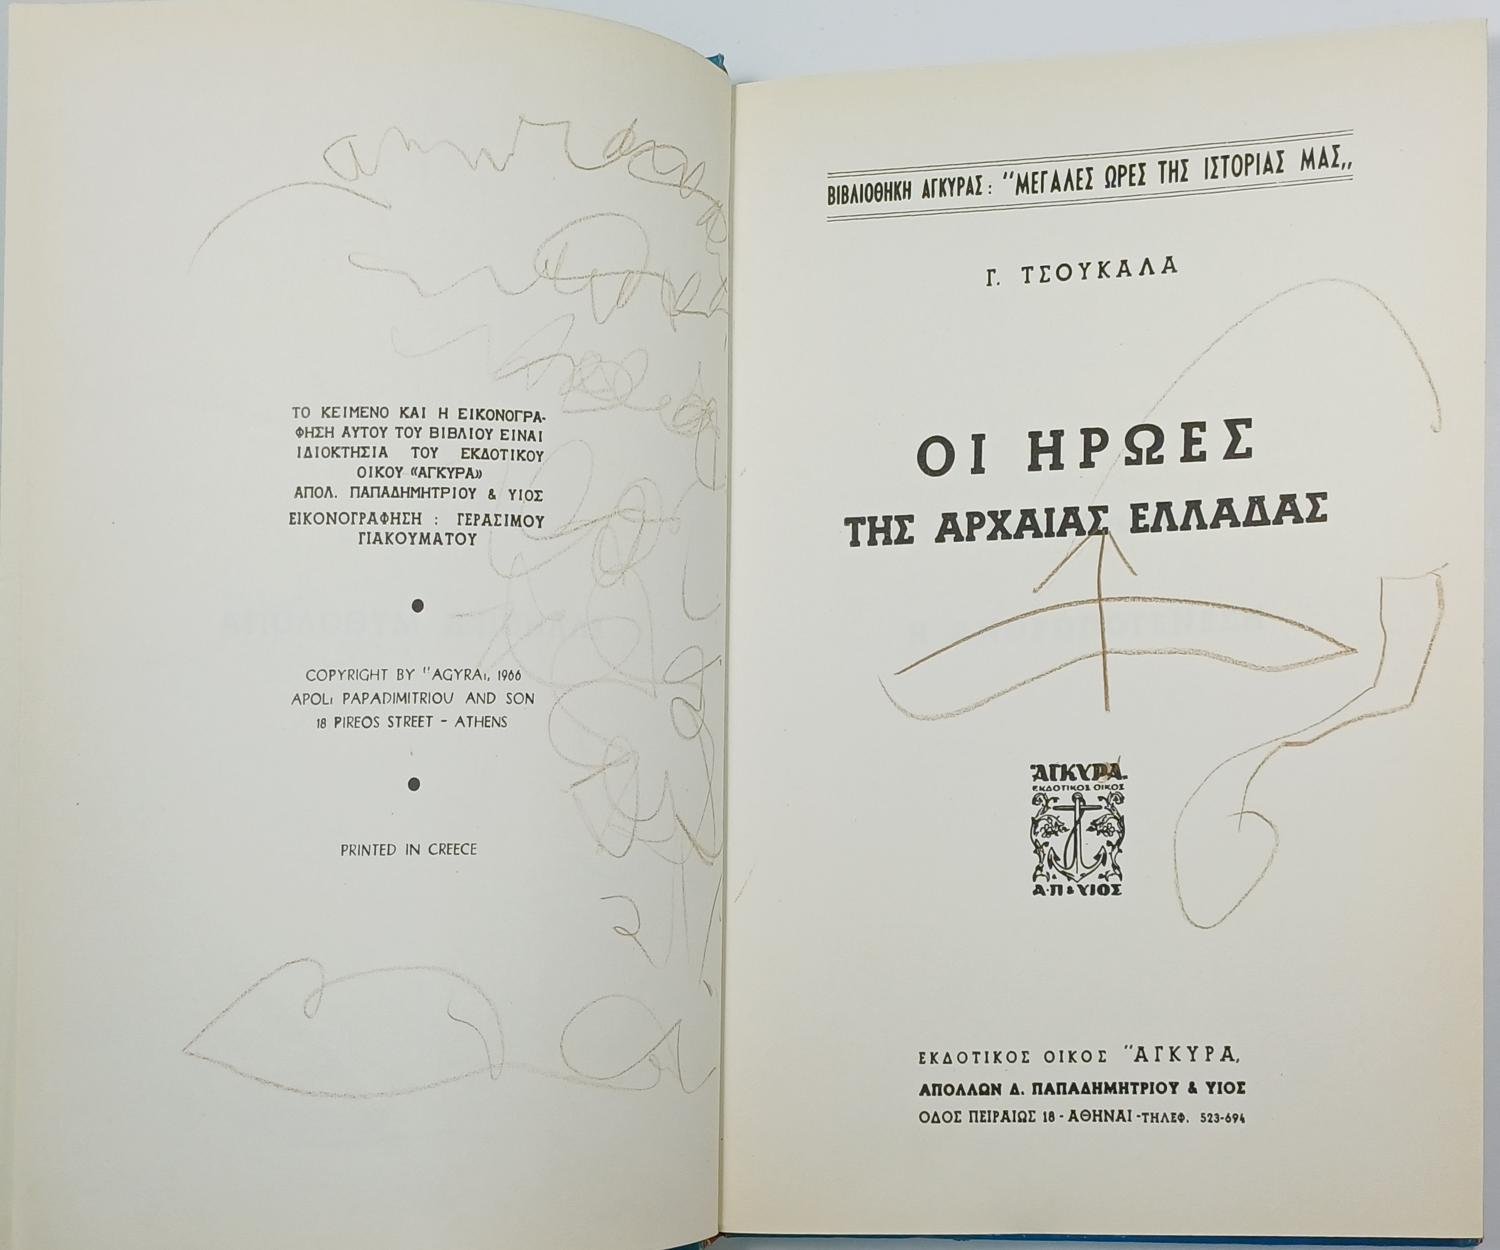 ΤΟ ΚΕΙΜΕΝΟ ΚΑΙ Η ΕΙΚΟΝΟΓΡΑ-
ΦΗΣΗ ΑΥΤΟΥ ΤΟΥ ΒΙΒΛΙΟΥ ΕΙΝΑΙ
ΙΔΙΟΚΤΗΣΙΑ ΤΟΥ ΕΚΔΟΤΙΚΟΥ
ΟΙΚΟΥ «ΑΓΚΥΡΑ»
ΑΠΟΛ. ΠΑΠΑΔΗΜΗΤΡΙΟΥ & ΥΙΟΣ
ΕΙΚΟΝΟΓΡΑΦΗΣΗ : ΓΕΡΑΣΙΜΟΥ
ΓΙΑΚΟΥΜΑΤΟΥ
COPYRIGHT BY "AGYRA,, 1966
APOL; PAPADIMITRIOU AND SON
18 PIREOS STREET - ATHENS
PRINTED IN GREECE
ΒΙΒΛΙΟΘΗΚΗ ΑΓΚΥΡΑΣ : "ΜΕΓΑΛΕΣ ΩΡΕΣ ΤΗΣ ΙΣΤΟΡΙΑΣ ΜΑΣ,,
Γ. ΤΣΟΥΚΑΛΑ
ΟΙ ΗΡΩΕΣ
ΤΗΣ ΑΡΧΑΙΑΣ ΕΛΛΑΔΑΣ
ΑΓΚΥΡΑ
ΕΚΔΟΤΙΚΟΣ ΟΙΚΟΣ
Α·Π & ΥΙΟΣ
ΕΚΔΟΤΙΚΟΣ ΟΙΚΟΣ "ΑΓΚΥΡΑ,
ΑΠΟΛΛΩΝ Δ. ΠΑΠΑΔΗΜΗΤΡΙΟΥ & ΥΙΟΣ
ΟΔΟΣ ΠΕΙΡΑΙΩΣ 18 - ΑΘΗΝΑΙ - ΤΗΛΕΦ. 523-694